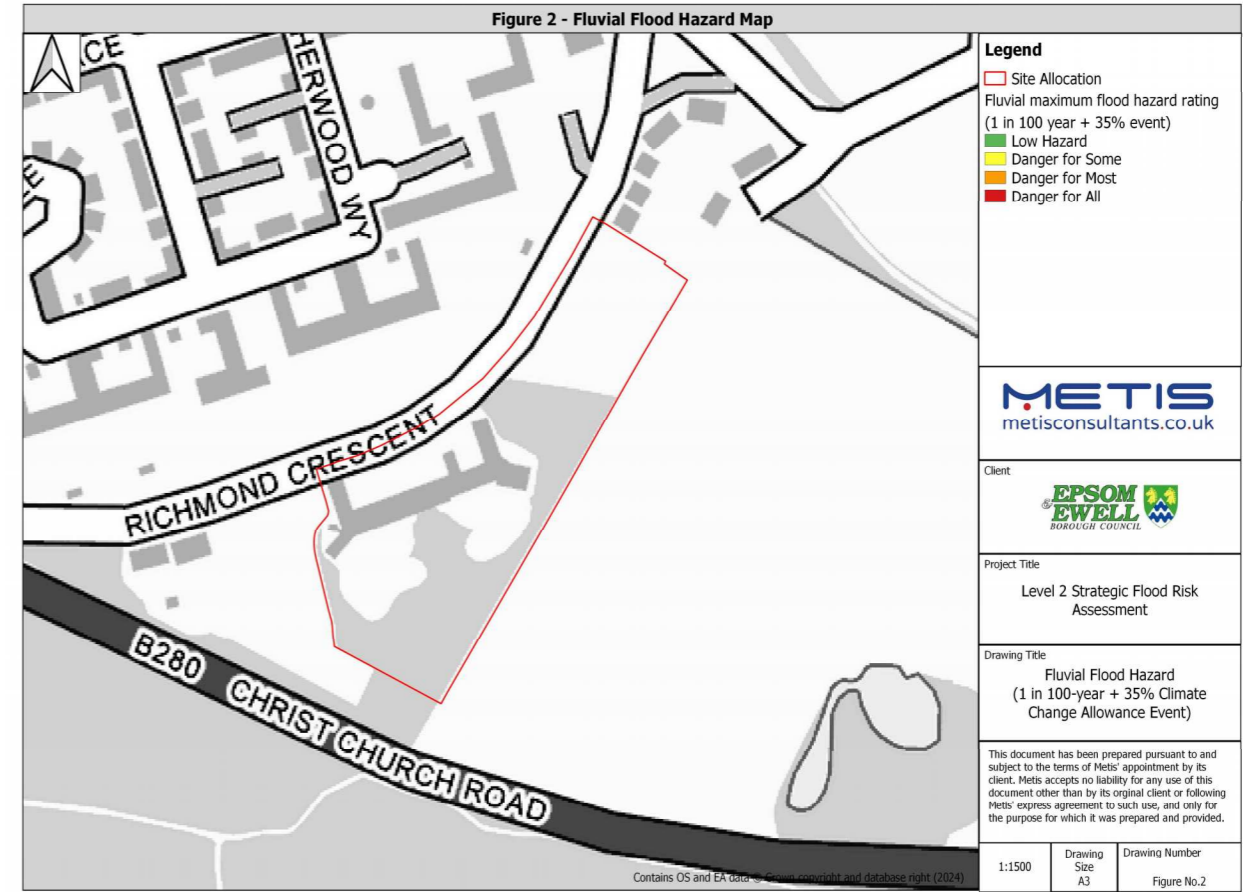 Figure 2 - Fluvial Flood Hazard Map
ACE
HERWOOD WY
LE
RICHMOND CRESCENT
B280 CHRIST CHURCH ROAD
Contains OS and EA data © Crown copyright and database right (2024)
Legend
Site Allocation
Fluvial maximum flood hazard rating
(1 in 100 year + 35% event)
Low Hazard
Danger for Some
Danger for Most
Danger for All
METIS
metisconsultants.co.uk
Client
EPSOM
& EWELL
BOROUGH COUNCIL
Project Title
Level 2 Strategic Flood Risk
Assessment
Drawing Title
Fluvial Flood Hazard
(1 in 100-year + 35% Climate
Change Allowance Event)
This document has been prepared pursuant to and
subject to the terms of Metis' appointment by its
client. Metis accepts no liability for any use of this
document other than by its orginal client or following
Metis' express agreement to such use, and only for
the purpose for which it was prepared and provided.
1:1500
Drawing
Size
A3
Drawing Number
Figure No.2